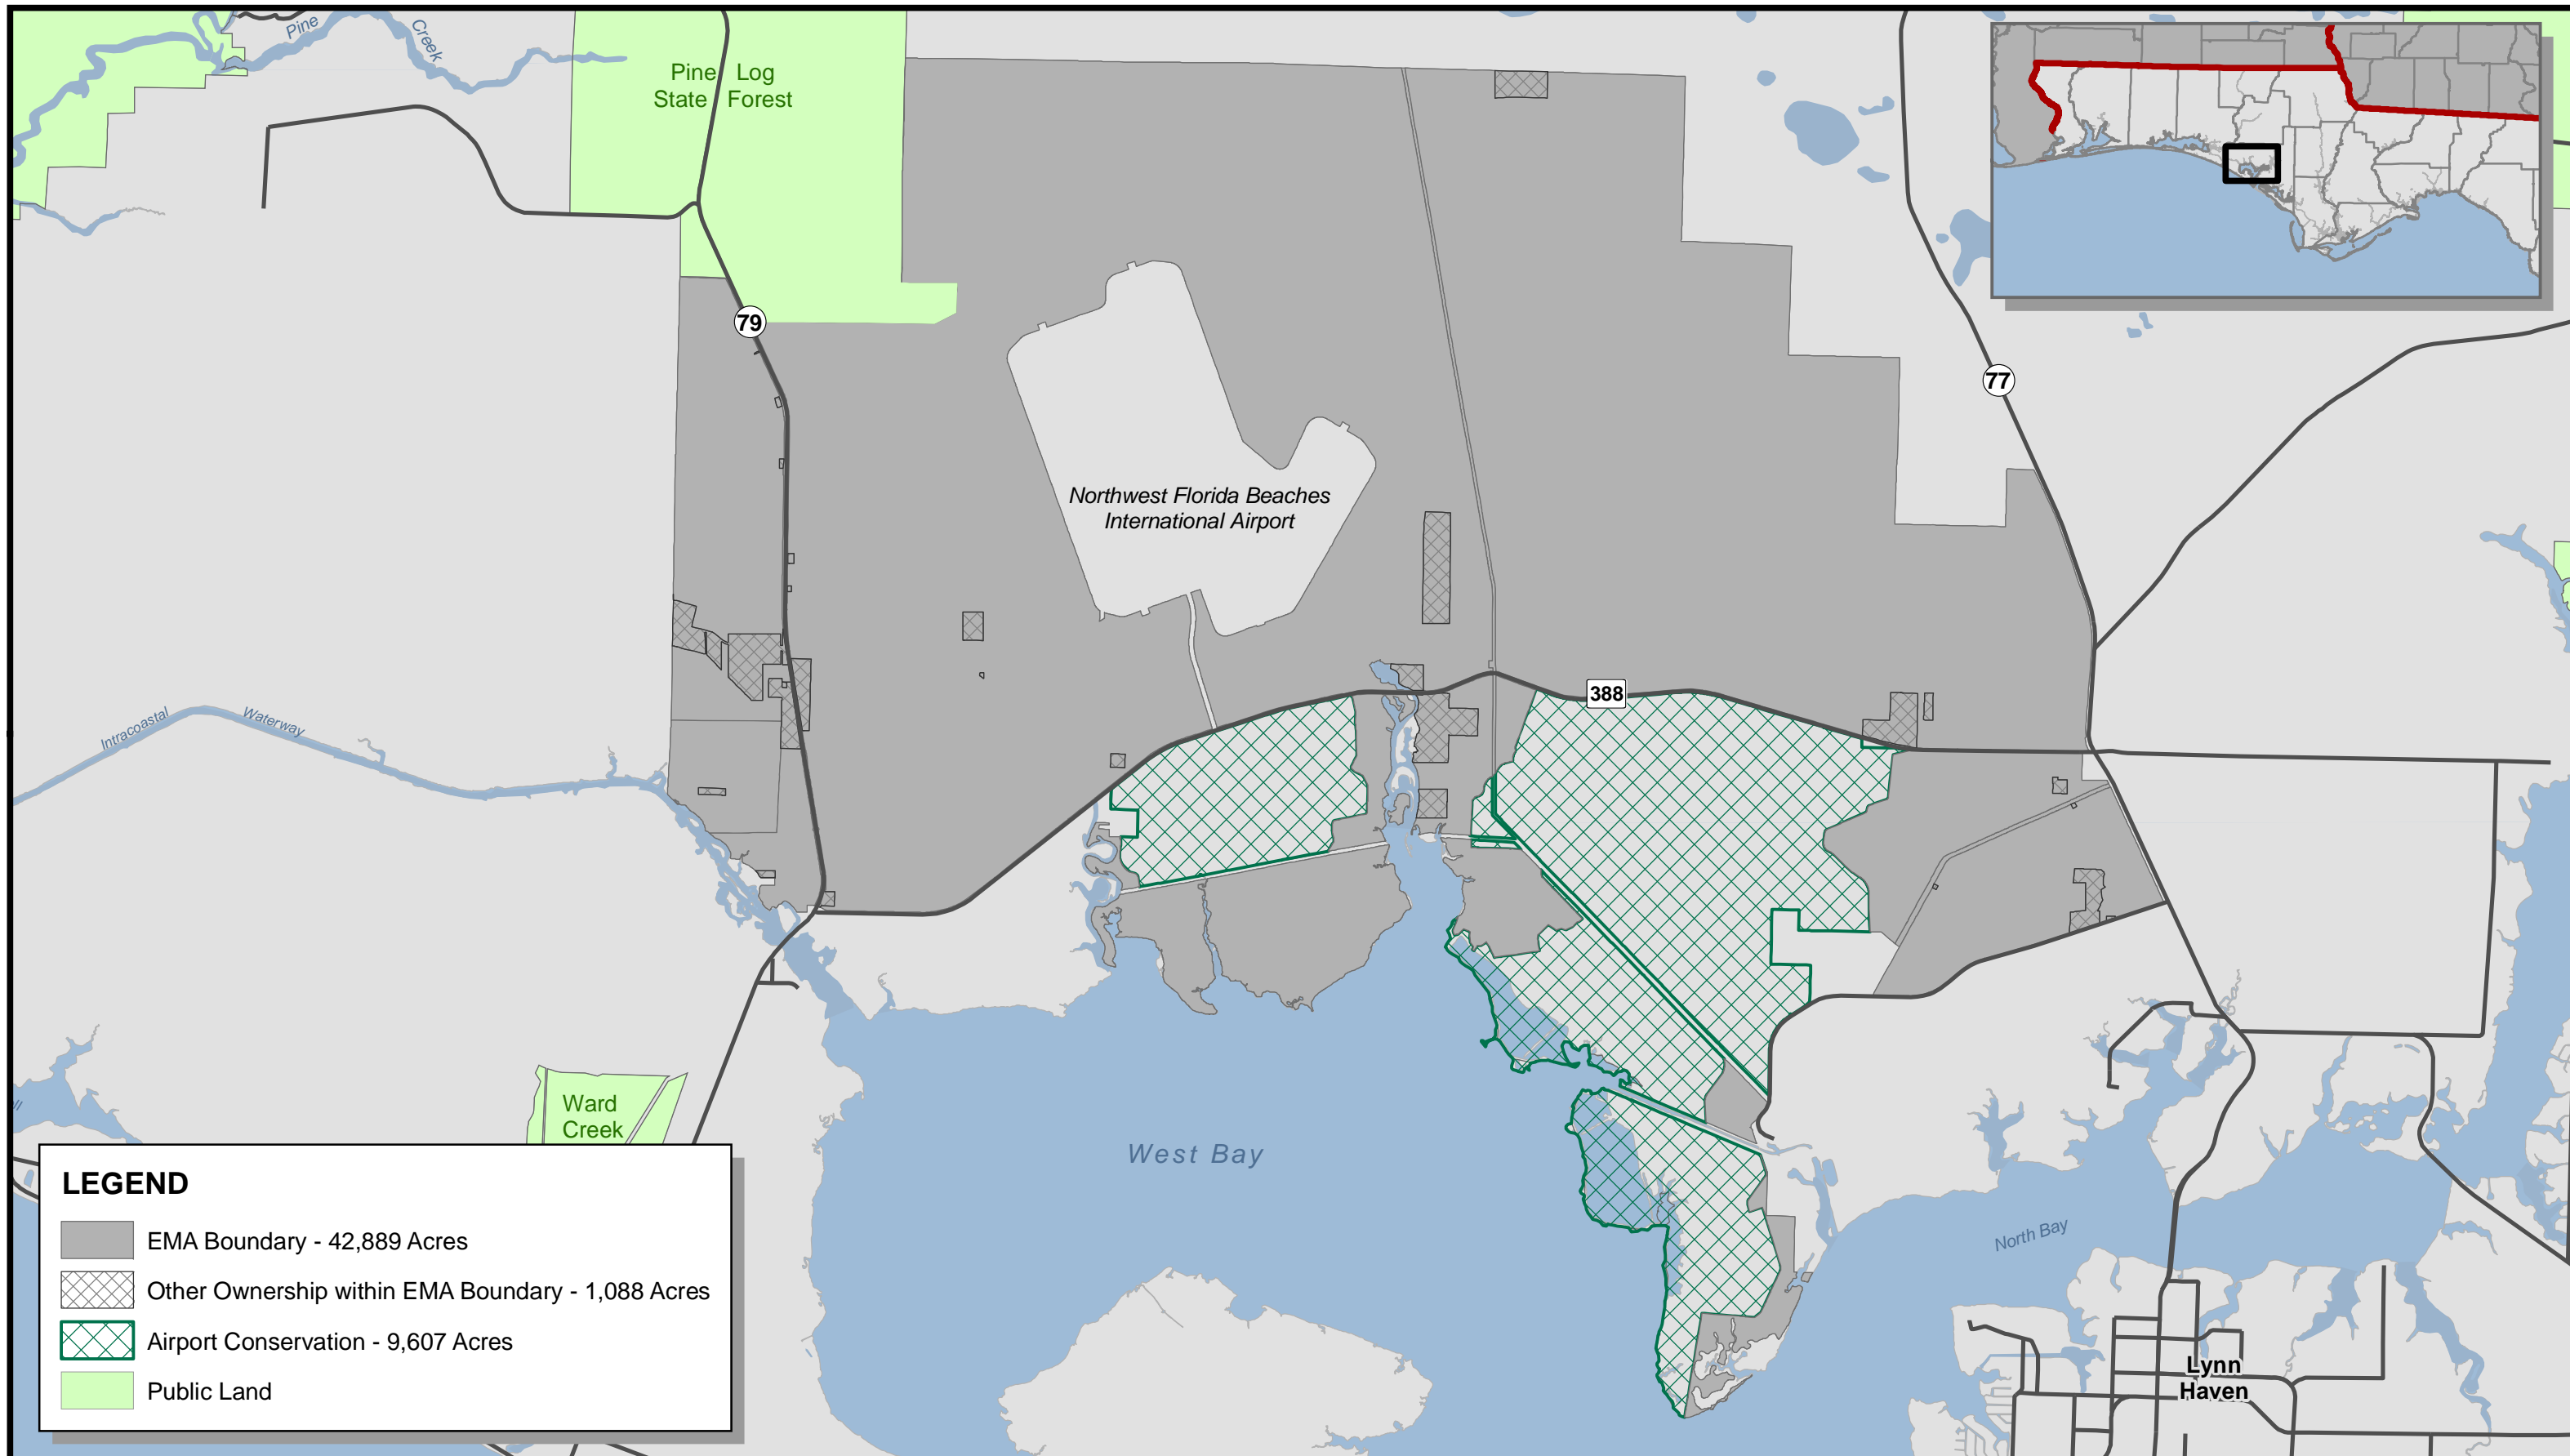 Pine Creek
Pine Log
State Forest
79
77
Northwest Florida Beaches
International Airport
388
Intracoastal Waterway
Ward
Creek
West Bay
North Bay
Lynn
Haven
LEGEND
EMA Boundary - 42,889 Acres
Other Ownership within EMA Boundary - 1,088 Acres
Airport Conservation - 9,607 Acres
Public Land